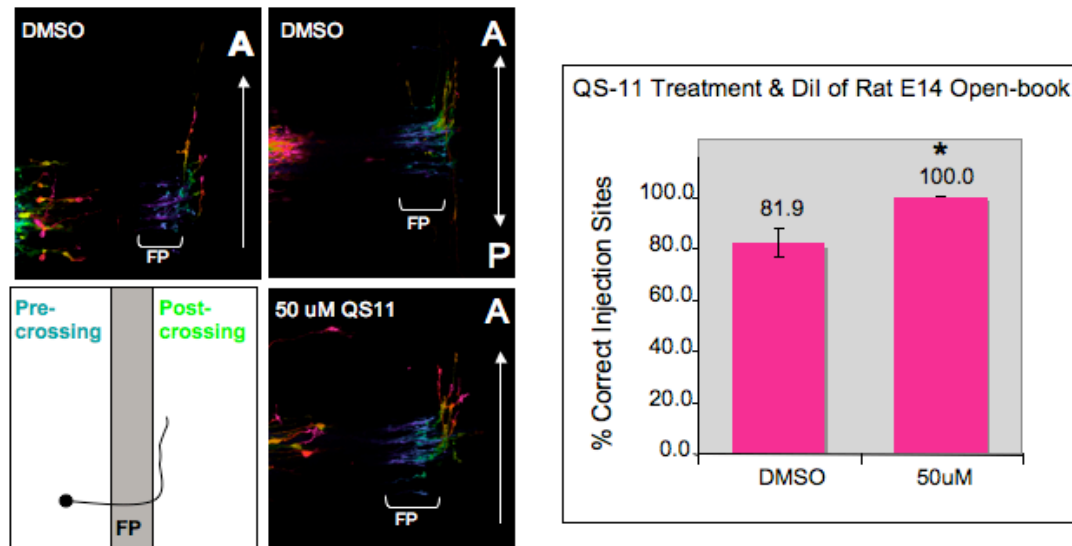 DMSO
A
FP
DMSO
A
FP
P
Pre-
crossing
Post-
crossing
FP
50 uM QS11
A
FP
QS-11 Treatment & DiI of Rat E14 Open-book
% Correct Injection Sites
100.0
80.0
60.0
40.0
20.0
0.0
81.9
*
100.0
DMSO
50uM